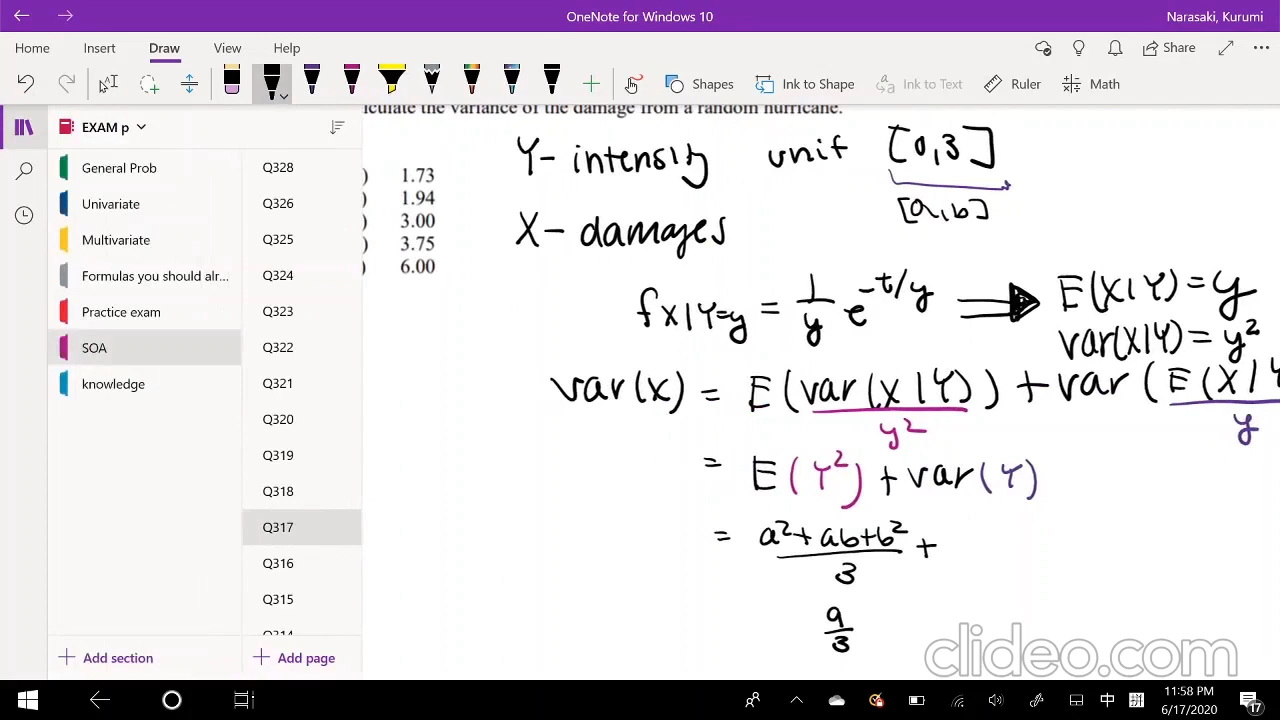 OneNote for Windows 10
Narasaki, Kurumi
Home Insert Draw View Help Share
Shapes Ink to Shape Ink to Text Ruler Math
EXAM p
General Prob
Univariate
Multivariate
Formulas you should alr...
Practice exam
SOA
knowledge
Add section
Q328
Q326
Q325
Q324
Q323
Q322
Q321
Q320
Q319
Q318
Q317
Q316
Q315
Q314
Add page
lculate the variance of the damage from a random hurricane.
) 1.73
) 1.94
) 3.00
) 3.75
) 6.00
Y- intensity unif [0,3]
[a,b]
X- damages
f X|Y=y = 1/y e^-t/y ⟹ E(X|Y)=y
var(X|Y)= y²
var(x) = E(var(X|Y)) + var(E(X|Y
y² y
= E(Y²) + var(Y)
= a²+ab+b² +
3
9
3
clideo.com
中 拼
11:58 PM
6/17/2020
17